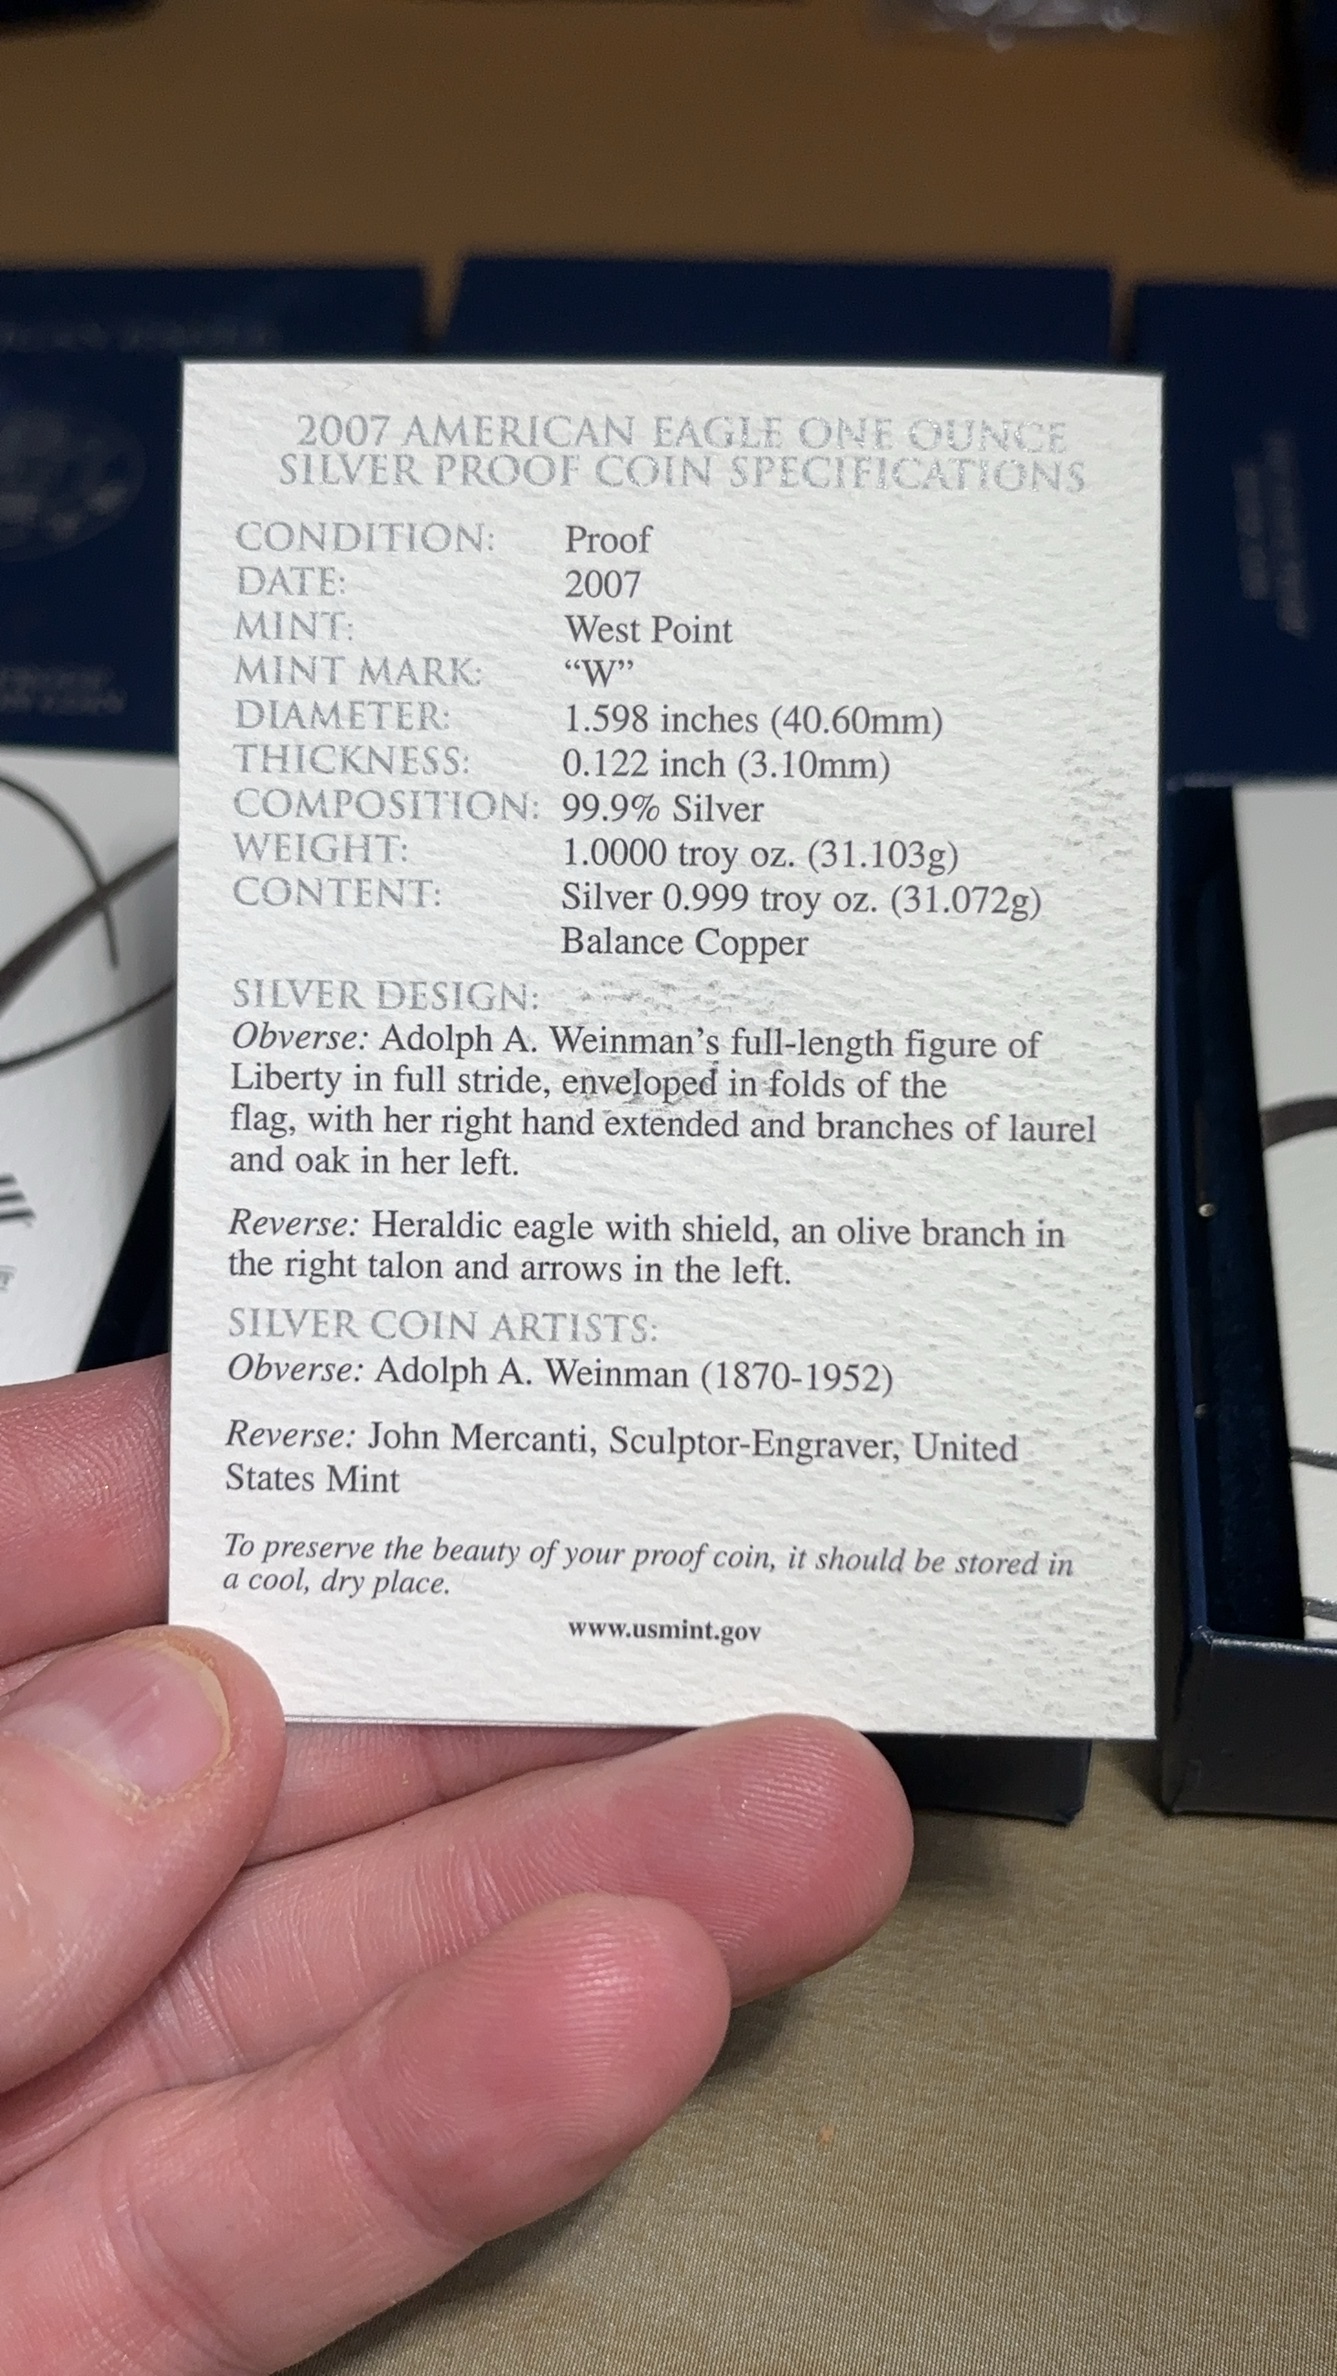 2007 AMERICAN EAGLE ONE OUNCE
SILVER PROOF COIN SPECIFICATIONS
CONDITION: Proof
DATE: 2007
MINT: West Point
MINT MARK: “W”
DIAMETER: 1.598 inches (40.60mm)
THICKNESS: 0.122 inch (3.10mm)
COMPOSITION: 99.9% Silver
WEIGHT: 1.0000 troy oz. (31.103g)
CONTENT: Silver 0.999 troy oz. (31.072g)
Balance Copper
SILVER DESIGN:
Obverse: Adolph A. Weinman’s full-length figure of
Liberty in full stride, enveloped in folds of the
flag, with her right hand extended and branches of laurel
and oak in her left.
Reverse: Heraldic eagle with shield, an olive branch in
the right talon and arrows in the left.
SILVER COIN ARTISTS:
Obverse: Adolph A. Weinman (1870-1952)
Reverse: John Mercanti, Sculptor-Engraver, United
States Mint
To preserve the beauty of your proof coin, it should be stored in
a cool, dry place.
www.usmint.gov